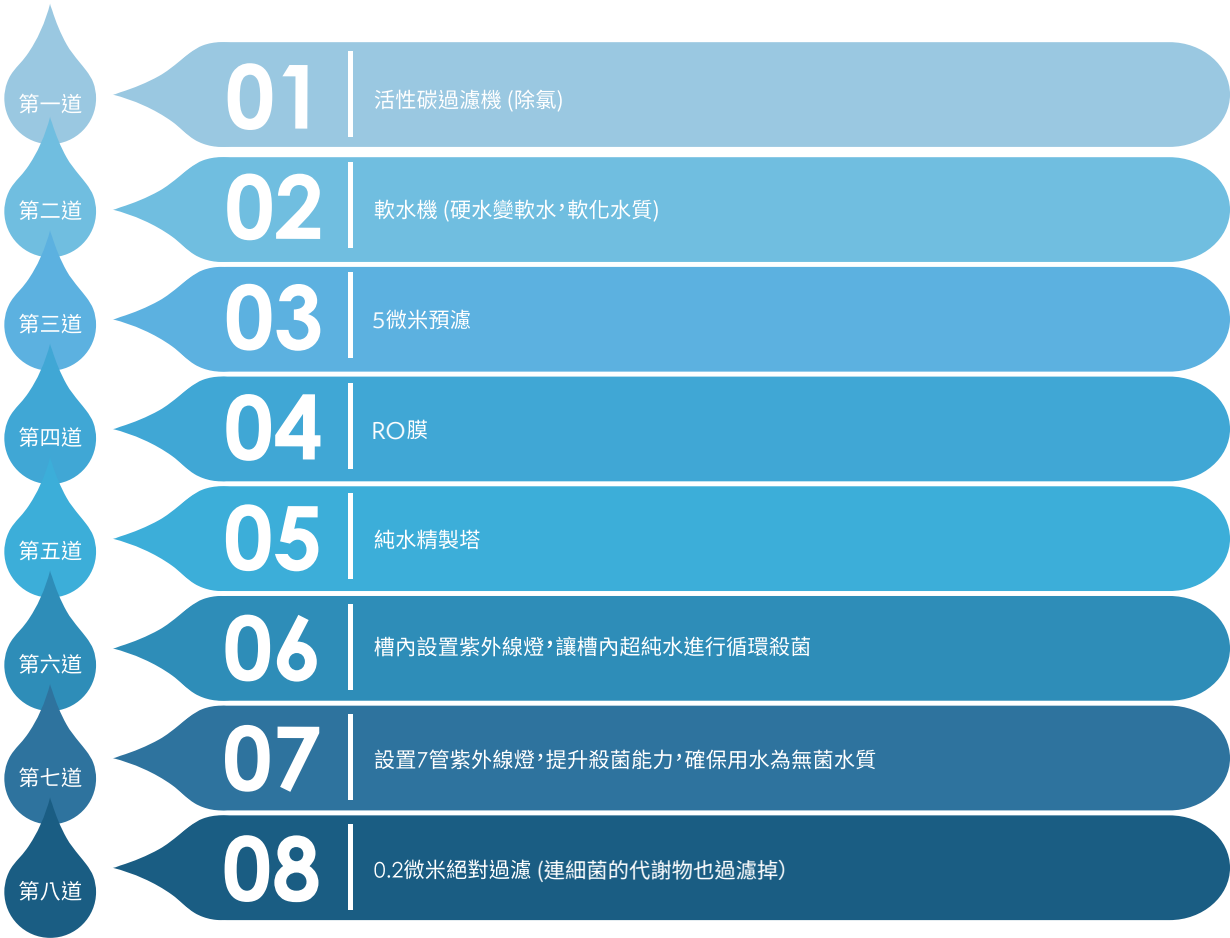 第一道
01
活性碳過濾機 (除氯)
第二道
02
軟水機 (硬水變軟水，軟化水質)
第三道
03
5微米預濾
第四道
04
RO膜
第五道
05
純水精製塔
第六道
06
槽內設置紫外線燈，讓槽內超純水進行循環殺菌
第七道
07
設置7管紫外線燈，提升殺菌能力，確保用水為無菌水質
第八道
08
0.2微米絕對過濾 (連細菌的代謝物也過濾掉)